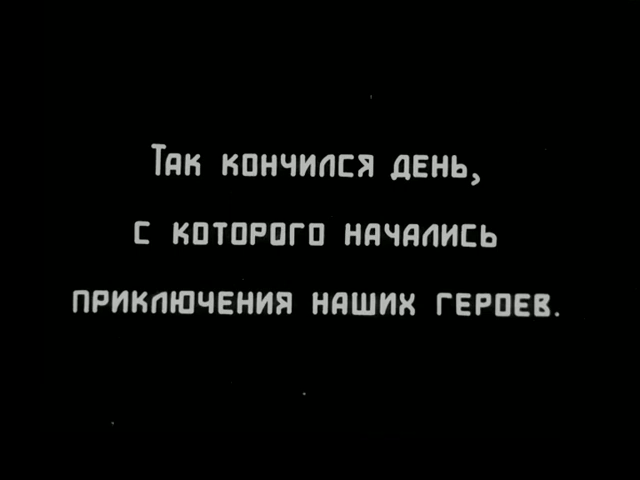 Так кончился день,
с которого начались
приключения наших героев.